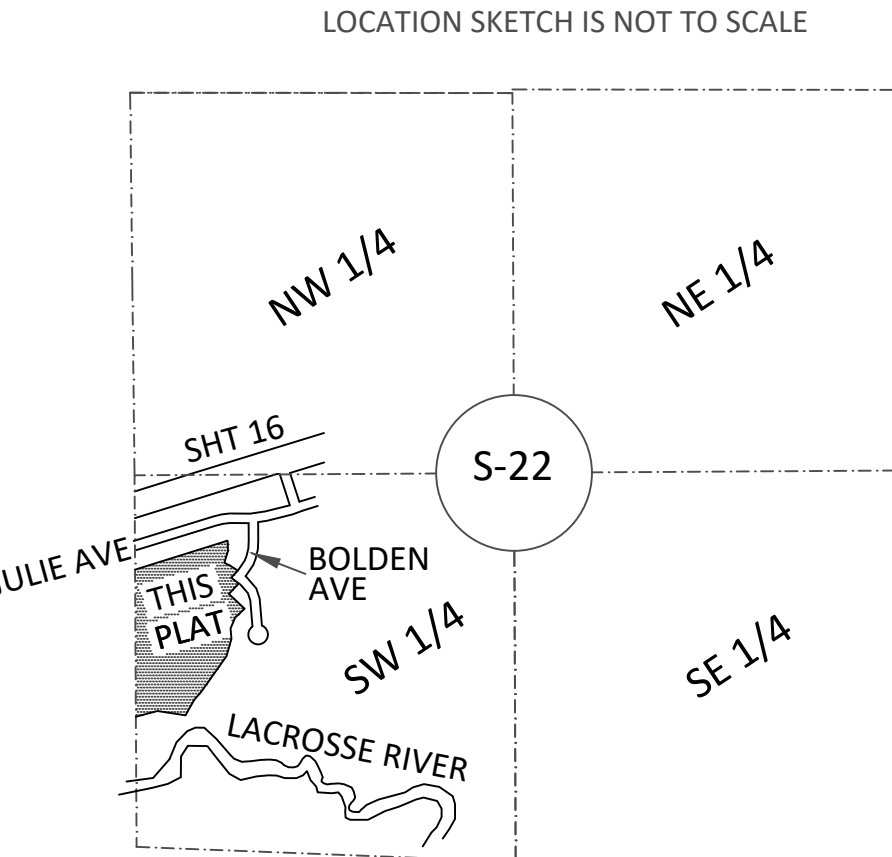 LOCATION SKETCH IS NOT TO SCALE
NW 1/4
NE 1/4
SHT 16
S-22
JULIE AVE
BOLDEN
AVE
THIS
PLAT
SW 1/4
SE 1/4
LACROSSE RIVER